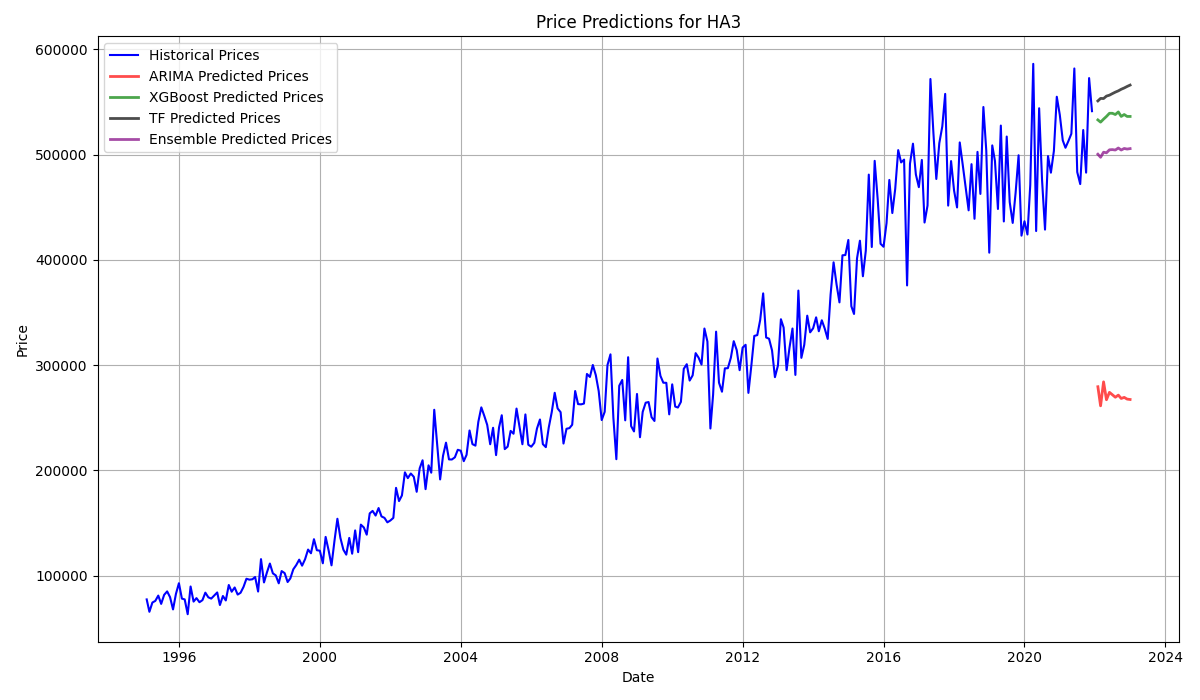 Price Predictions for HA3
Historical Prices
ARIMA Predicted Prices
XGBoost Predicted Prices
TF Predicted Prices
Ensemble Predicted Prices
600000
500000
400000
300000
200000
100000
Price
1996 2000 2004 2008 2012 2016 2020 2024
Date